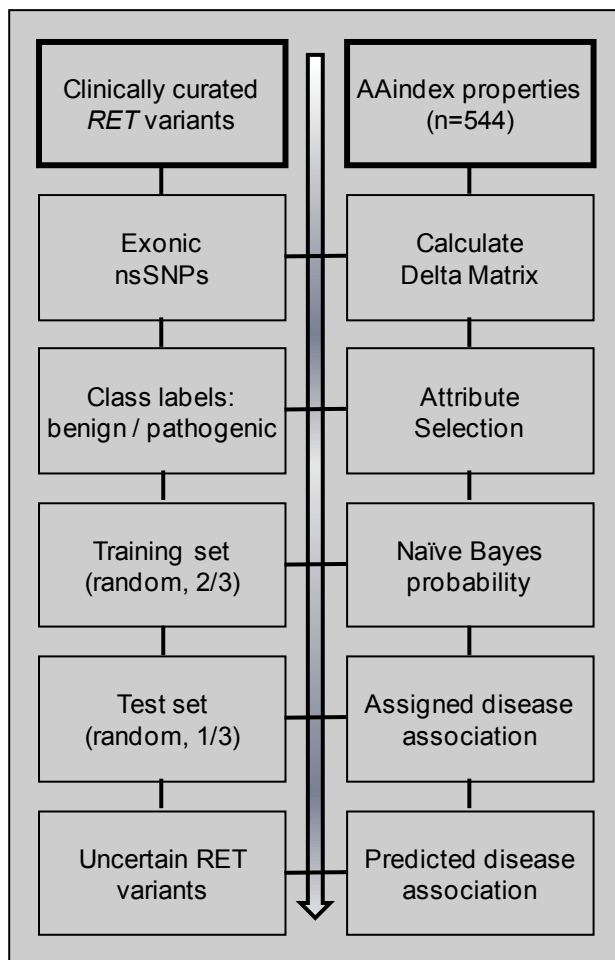 Clinically curated
RET variants
AAindex properties
(n=544)
Exonic
nsSNPs
Calculate
Delta Matrix
Class labels:
benign / pathogenic
Attribute
Selection
Training set
(random, 2/3)
Naïve Bayes
probability
Test set
(random, 1/3)
Assigned disease
association
Uncertain RET
variants
Predicted disease
association